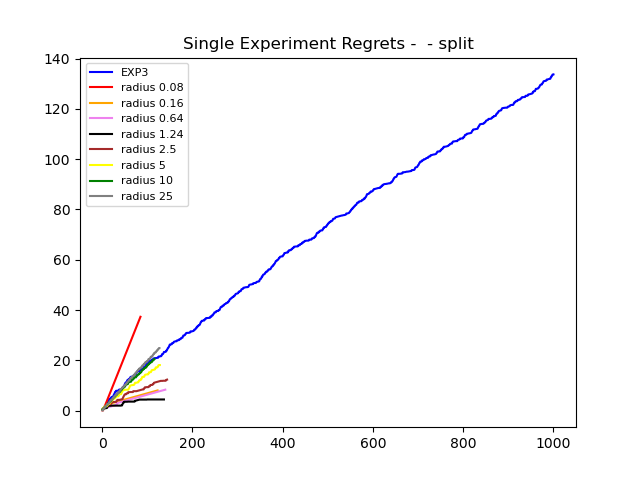 Single Experiment Regrets -  - split
EXP3
radius 0.08
radius 0.16
radius 0.64
radius 1.24
radius 2.5
radius 5
radius 10
radius 25
140
120
100
80
60
40
20
0
0 200 400 600 800 1000